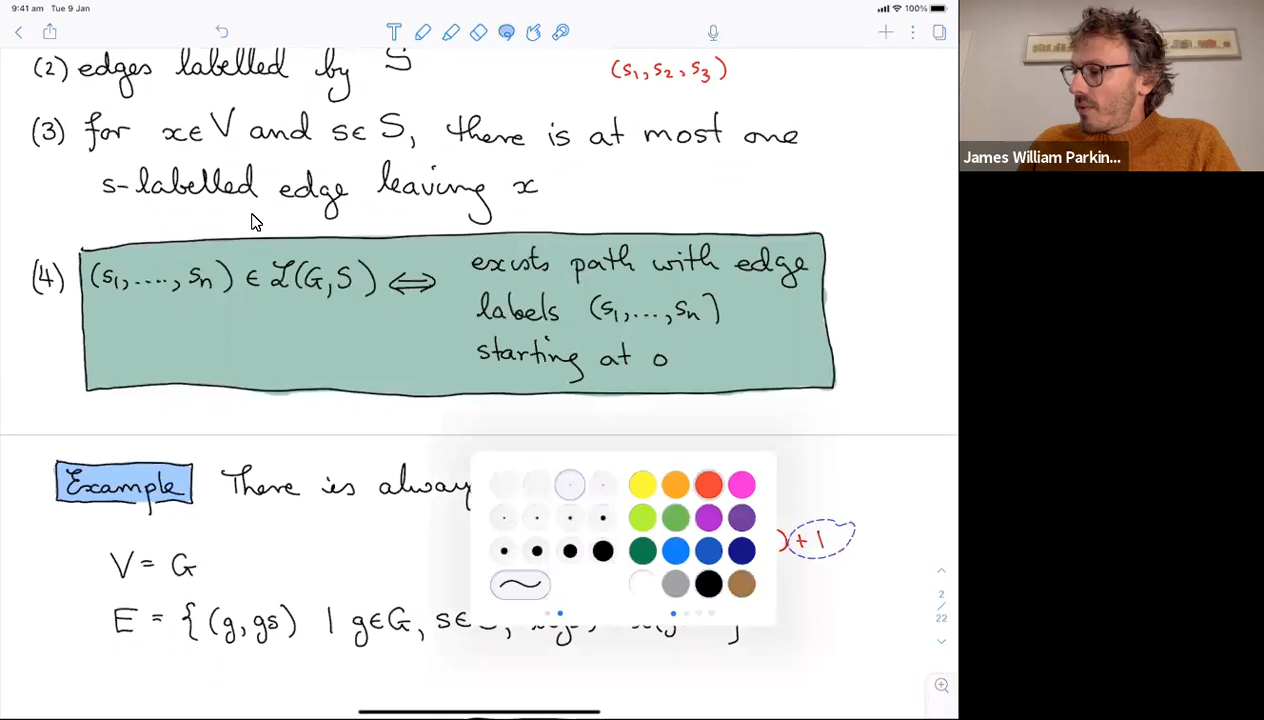 9:41 am Tue 9 Jan
100%
(2) edges labelled by S
(s₁, s₂, s₃)
(3) for x∈V and s∈S, there is at most one
s-labelled edge leaving x
(4) (s₁, ...., sₙ) ∈ ℒ(G,S) ⟺ exists path with edge
labels (s₁, ..., sₙ)
starting at o
Example There is always
) + 1
V = G
E = { (g, gs) | g∈G, s∈
2
22
James William Parkin...